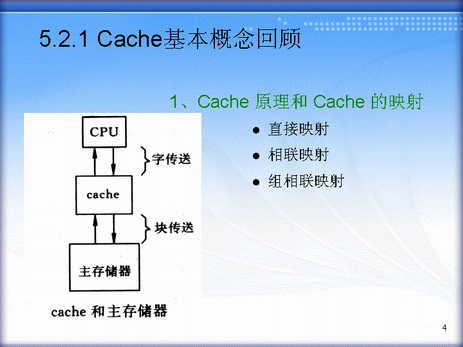 5.2.1 Cache基本概念回顾
1、Cache 原理和 Cache 的映射
● 直接映射
● 相联映射
● 组相联映射
CPU
字传送
cache
块传送
主存储器
cache 和主存储器
4